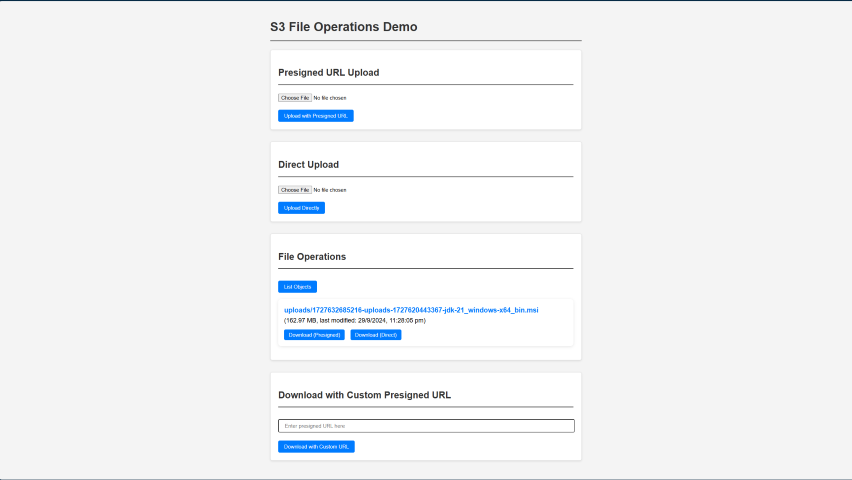 S3 File Operations Demo
Presigned URL Upload
Choose File No file chosen
Upload with Presigned URL
Direct Upload
Choose File No file chosen
Upload Directly
File Operations
List Objects
uploads/1727632685216-uploads-1727620443367-jdk-21_windows-x64_bin.msi
(162.97 MB, last modified: 29/9/2024, 11:28:05 pm)
Download (Presigned) Download (Direct)
Download with Custom Presigned URL
Enter presigned URL here
Download with Custom URL